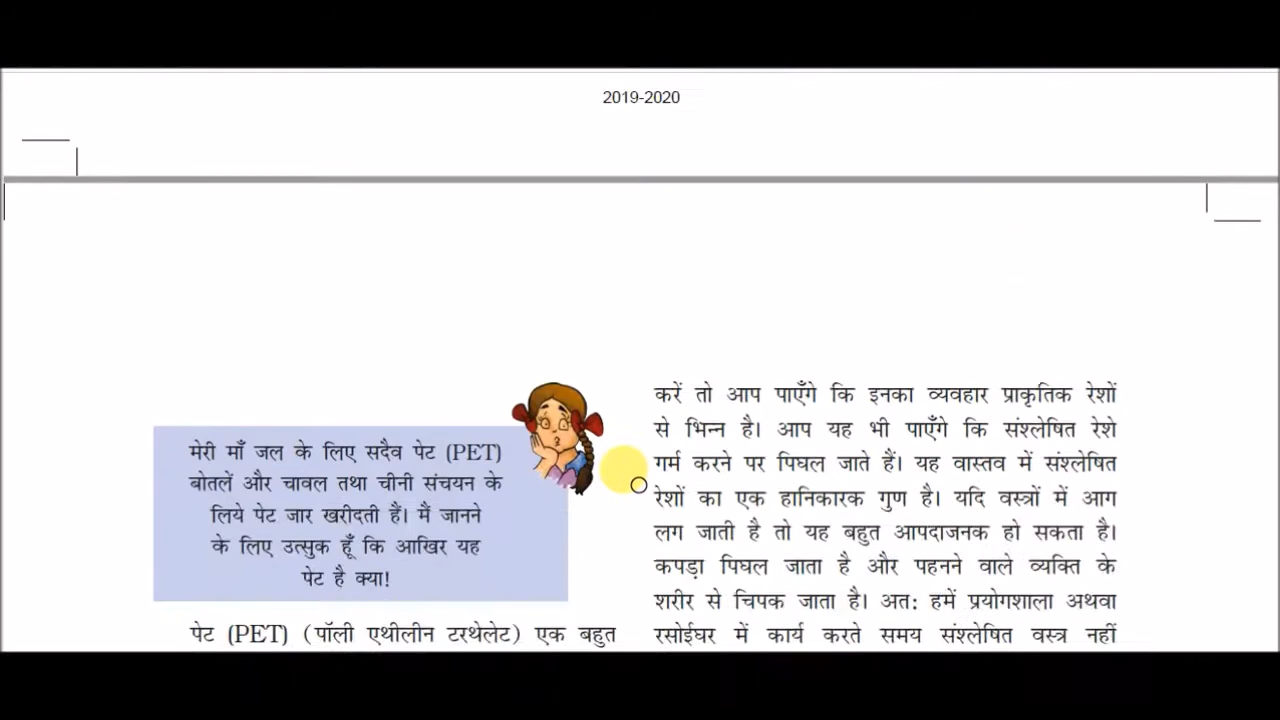 2019-2020
मेरी माँ जल के लिए सदैव पेट (PET)
बोतलें और चावल तथा चीनी संचयन के
लिये पेट जार खरीदती हैं। मैं जानने
के लिए उत्सुक हूँ कि आखिर यह
पेट है क्या!
पेट (PET) (पॉली एथीलीन टरथेलेट) एक बहुत
करें तो आप पाएँगे कि इनका व्यवहार प्राकृतिक रेशों
से भिन्न है। आप यह भी पाएँगे कि संश्लेषित रेशे
गर्म करने पर पिघल जाते हैं। यह वास्तव में संश्लेषित
रेशों का एक हानिकारक गुण है। यदि वस्त्रों में आग
लग जाती है तो यह बहुत आपदाजनक हो सकता है।
कपड़ा पिघल जाता है और पहनने वाले व्यक्ति के
शरीर से चिपक जाता है। अतः हमें प्रयोगशाला अथवा
रसोईघर में कार्य करते समय संश्लेषित वस्त्र नहीं